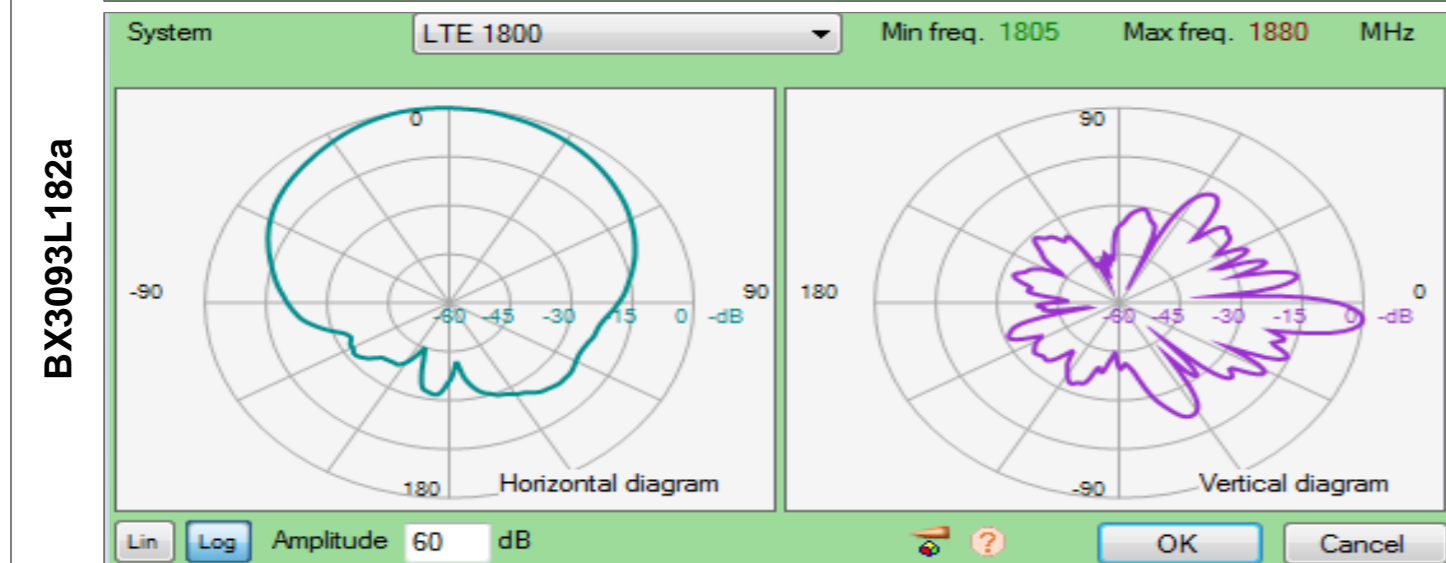 BX3093L182a
System LTE 1800 Min freq. 1805 Max freq. 1880 MHz
0
-90 90
-60 -45 -30 -15 0 -dB
180
Horizontal diagram
90
180 0
-60 -45 -30 -15 0 -dB
-90
Vertical diagram
Lin Log Amplitude 60 dB ? OK Cancel